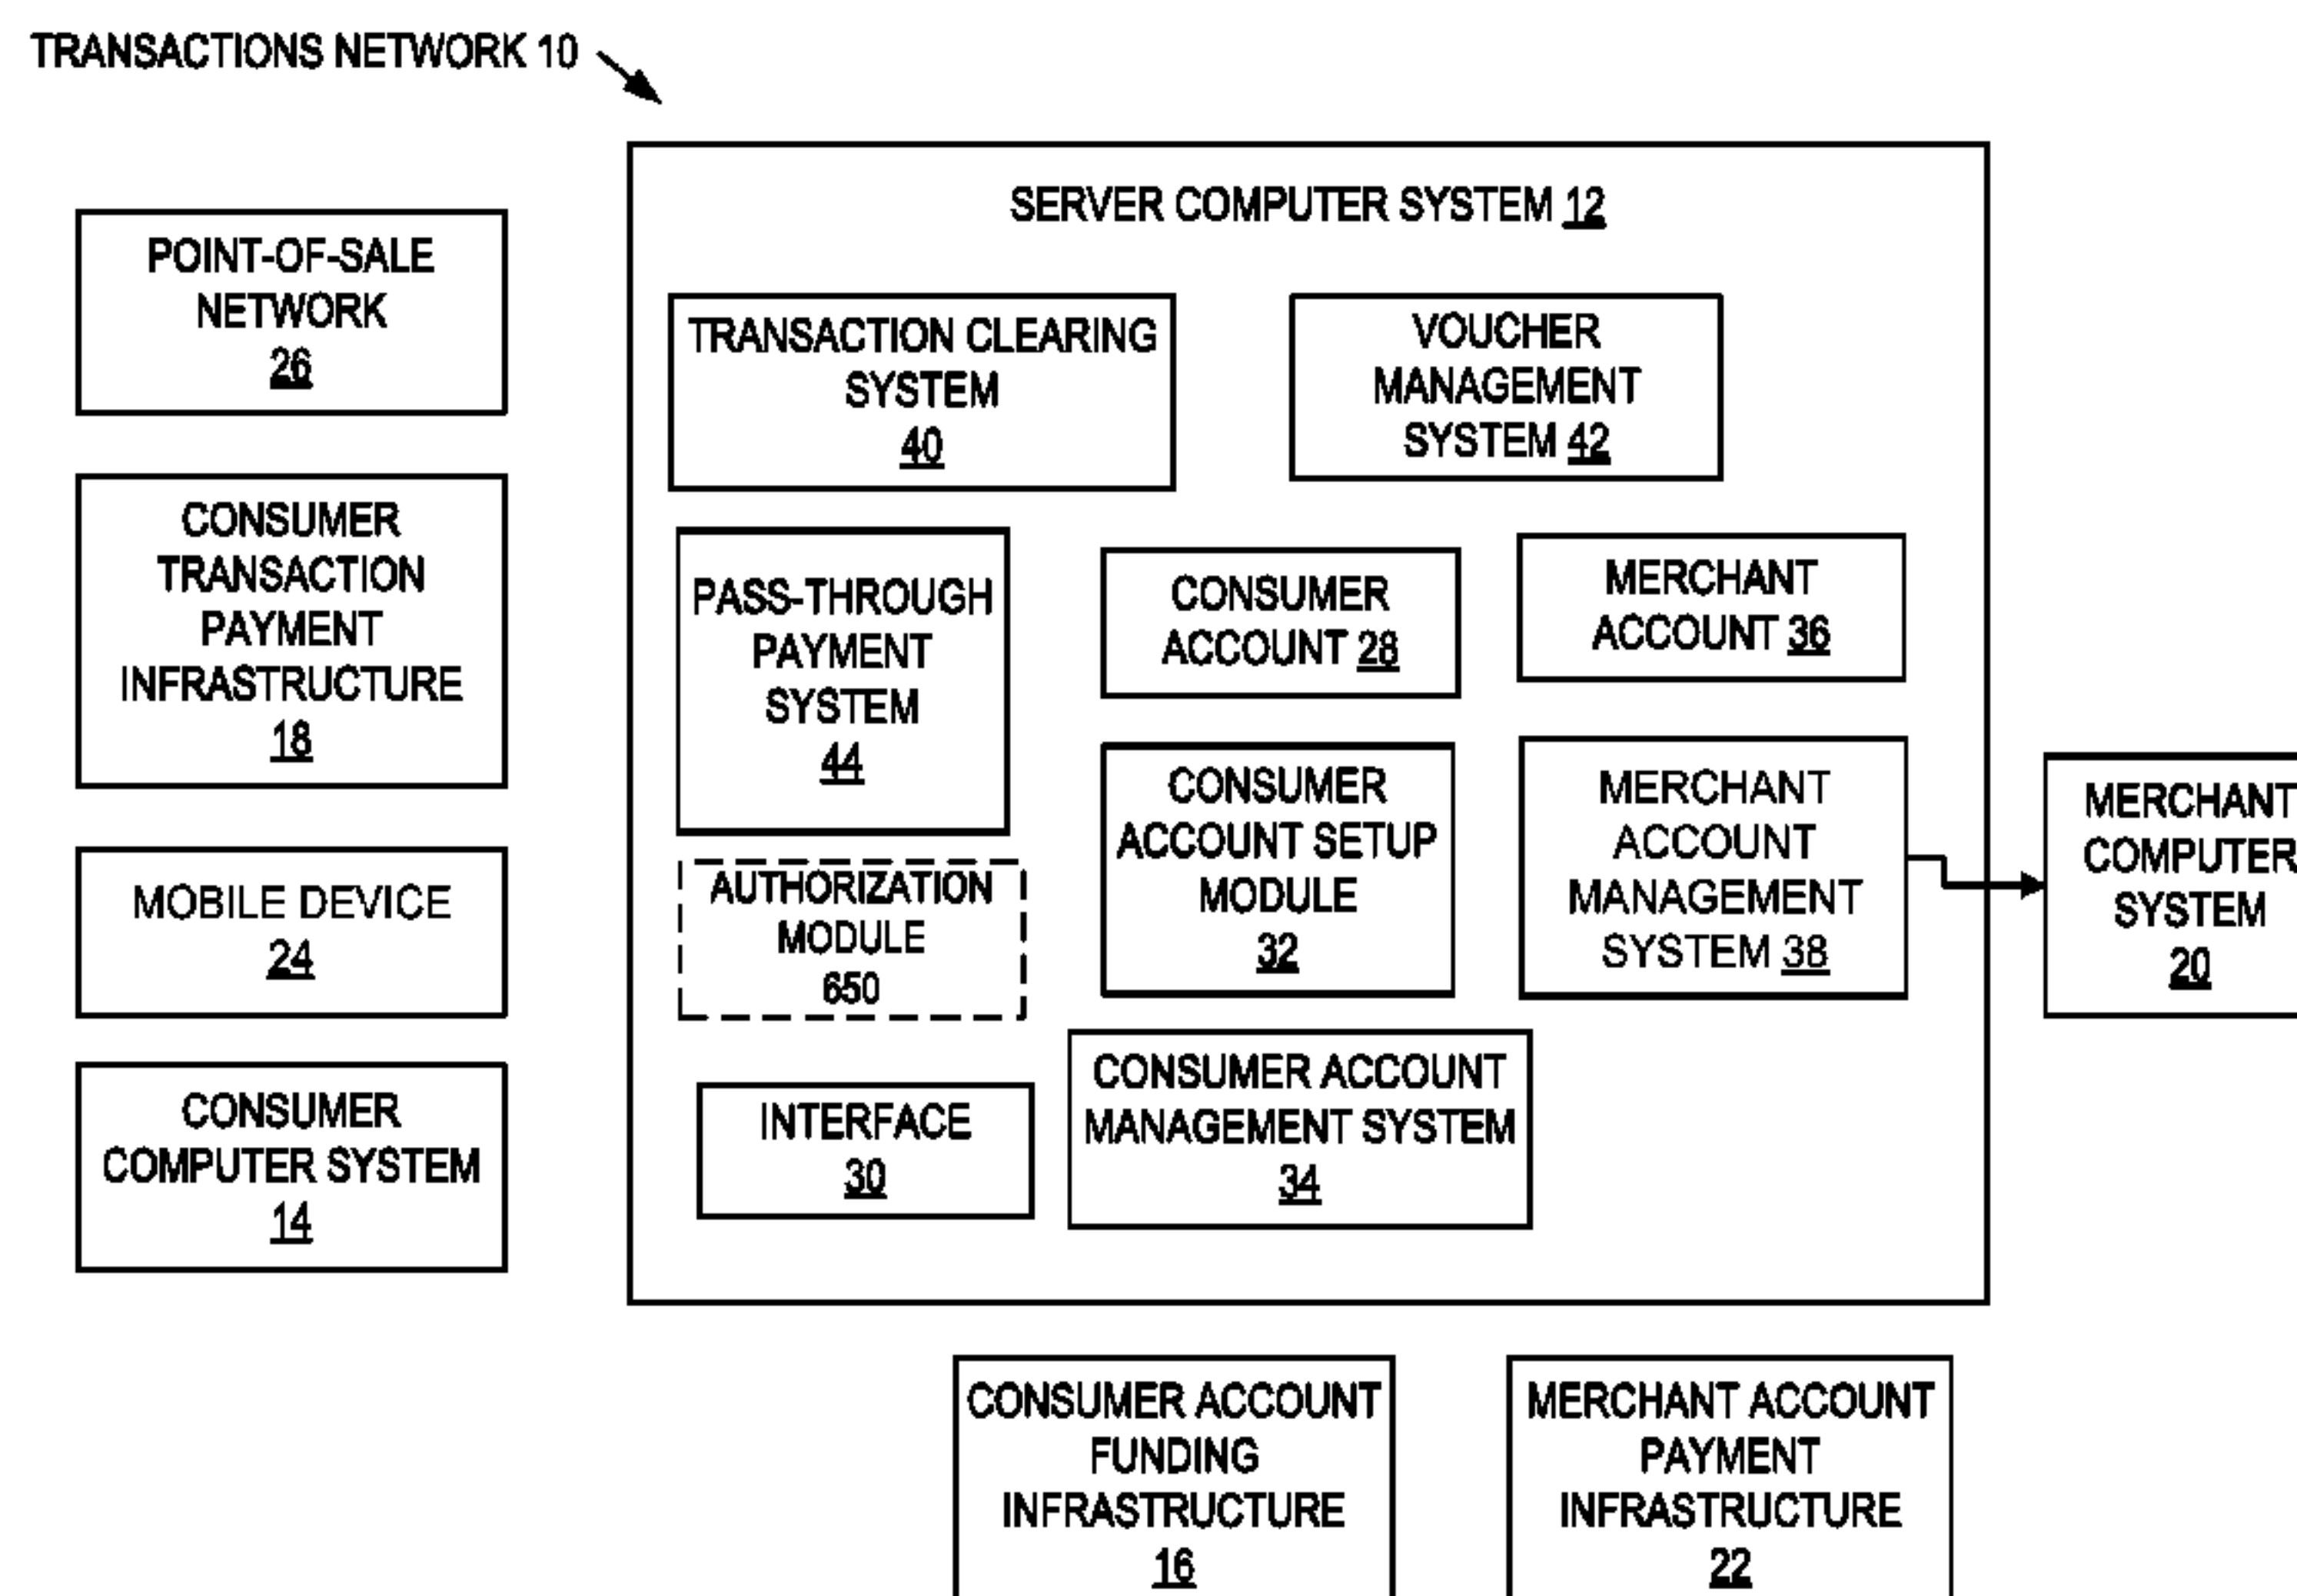 TRANSACTIONS NETWORK 10
SERVER COMPUTER SYSTEM 12
POINT-OF-SALE
NETWORK
26
CONSUMER
TRANSACTION
PAYMENT
INFRASTRUCTURE
18
MOBILE DEVICE
24
CONSUMER
COMPUTER SYSTEM
14
TRANSACTION CLEARING
SYSTEM
40
VOUCHER
MANAGEMENT
SYSTEM 42
PASS-THROUGH
PAYMENT
SYSTEM
44
CONSUMER
ACCOUNT 28
MERCHANT
ACCOUNT 36
AUTHORIZATION
MODULE
650
CONSUMER
ACCOUNT SETUP
MODULE
32
MERCHANT
ACCOUNT
MANAGEMENT
SYSTEM 38
INTERFACE
30
CONSUMER ACCOUNT
MANAGEMENT SYSTEM
34
MERCHANT
COMPUTER
SYSTEM
20
CONSUMER ACCOUNT
FUNDING
INFRASTRUCTURE
16
MERCHANT ACCOUNT
PAYMENT
INFRASTRUCTURE
22